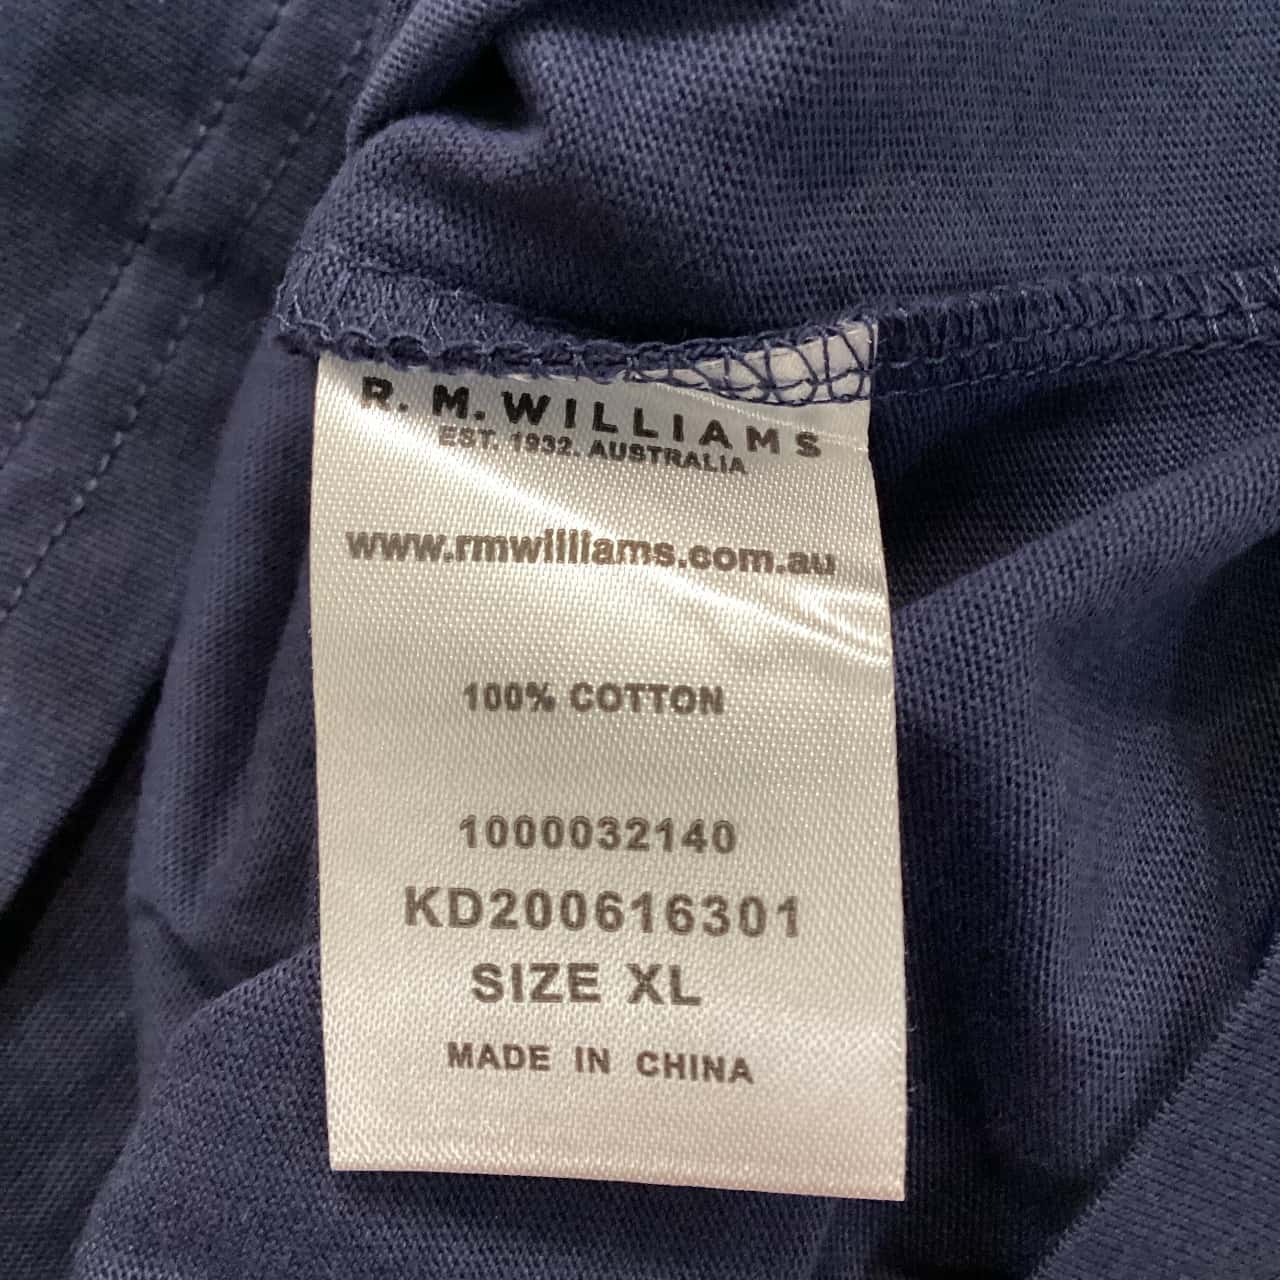 R. M. WILLIAMS
EST. 1932. AUSTRALIA
www.rmwilliams.com.au
100% COTTON
1000032140
KD200616301
SIZE XL
MADE IN CHINA